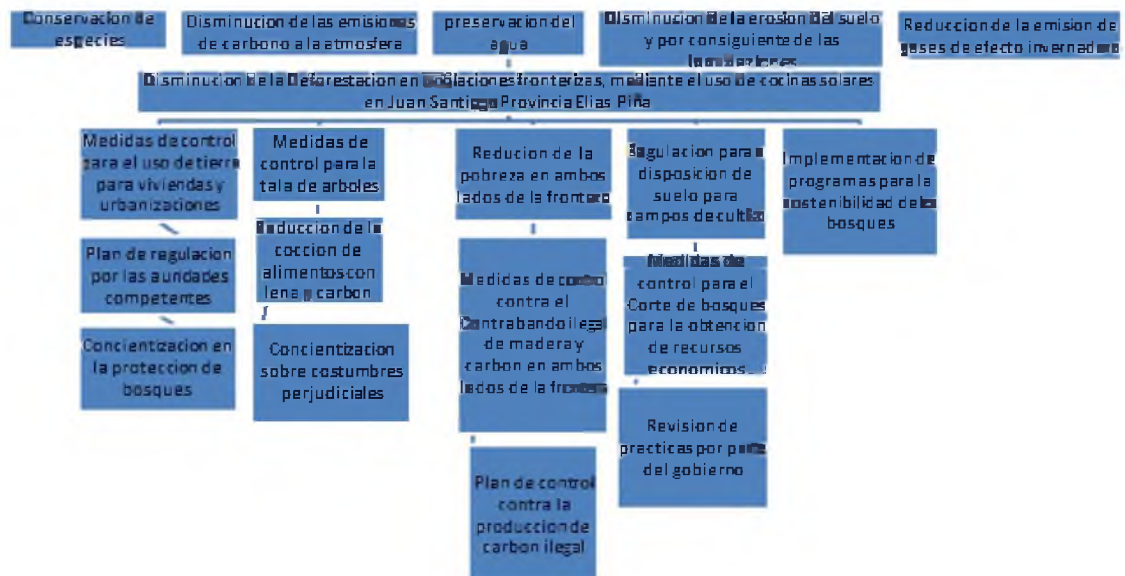 Conservacion de
especies
Disminucion de las emisiones
de carbono a la atmosfera
preservacion del
agua
Disminucion de la erosion del suelo
y por consiguiente de las
inundaciones
Reduccion de la emision de
gases de efecto invernadero
Disminucion de la Deforestacion en poblaciones fronterizas, mediante el uso de cocinas solares
en Juan Santiago Provincia Elias Piña
Medidas de control
para el uso de tierra
para viviendas y
urbanizaciones
Plan de regulacion
por las aundades
competentes
Concientización en
la proteccion de
bosques
Medidas de
control para la
tala de arboles
Reduccion de la
coccion de
alimentos con
lena y carbon
Concientizacion
sobre costumbres
perjudiciales
Reducion de la
pobreza en ambos
lados de la frontera
Medidas de control
contra el
Contrabando ilegal
de madera y
carbon en ambos
lados de la frontera
Plan de control
contra la
produccion de
carbon ilegal
Regulacion para
disposicion de
suelo para
campos de cultivo
Medidas de
control para el
Corte de bosques
para la obtencion
de recursos
economicos
Revision de
practicas por parte
del gobierno
Implementacion de
programas para la
sostenibilidad de
bosques